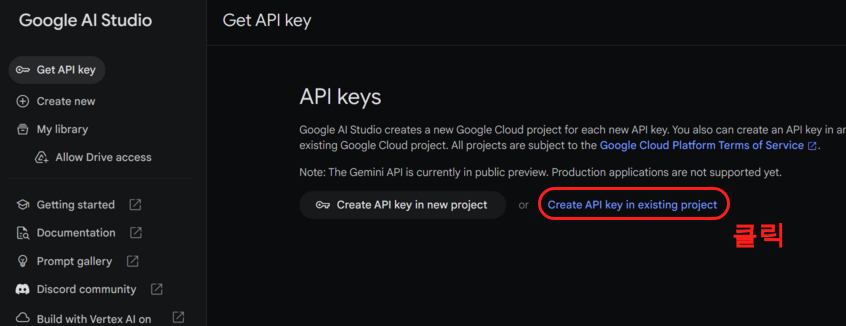 Google AI Studio
Get API key
Create new
My library
Allow Drive access
Getting started
Documentation
Prompt gallery
Discord community
Build with Vertex AI on
Get API key
API keys
Google AI Studio creates a new Google Cloud project for each new API key. You also can create an API key in an
existing Google Cloud project. All projects are subject to the Google Cloud Platform Terms of Service.
Note: The Gemini API is currently in public preview. Production applications are not supported yet.
Create API key in new project or Create API key in existing project
클릭